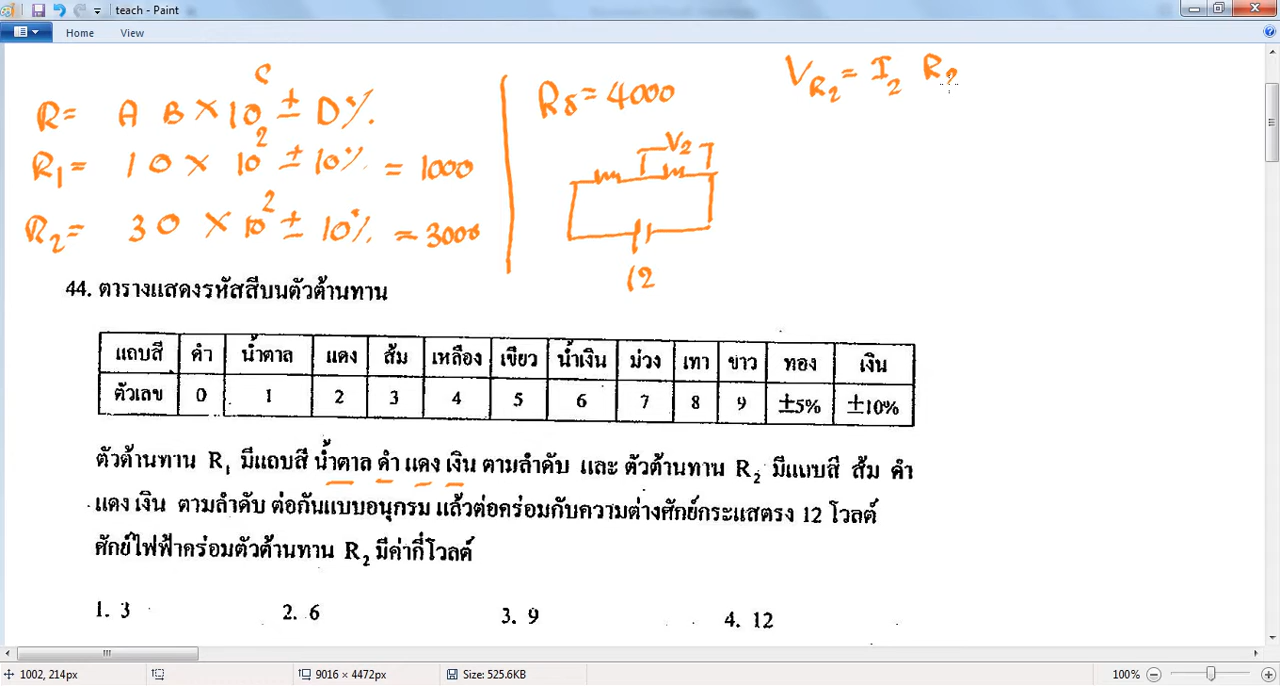 teach - Paint
Home View
R= A B × 10^C ± D%.
R1= 10 × 10^2 ± 10% = 1000
R2= 30 × 10^2 ± 10% = 3000
Rร= 4000
V2
12
VR2 = I2 R2
44. ตารางแสดงรหัสสีบนตัวต้านทาน
แถบสี ดำ น้ำตาล แดง ส้ม เหลือง เขียว น้ำเงิน ม่วง เทา ขาว ทอง เงิน
ตัวเลข 0 1 2 3 4 5 6 7 8 9 ±5% ±10%
ตัวต้านทาน R1 มีแถบสี น้ำตาล ดำ แดง เงิน ตามลำดับ และ ตัวต้านทาน R2 มีแถบสี ส้ม ดำ
แดง เงิน ตามลำดับ ต่อกันแบบอนุกรม แล้วต่อคร่อมกับความต่างศักย์กระแสตรง 12 โวลต์
ศักย์ไฟฟ้าคร่อมตัวต้านทาน R2 มีค่ากี่โวลต์
1. 3 2. 6 3. 9 4. 12
1002, 214px 9016 × 4472px Size: 525.6KB 100%